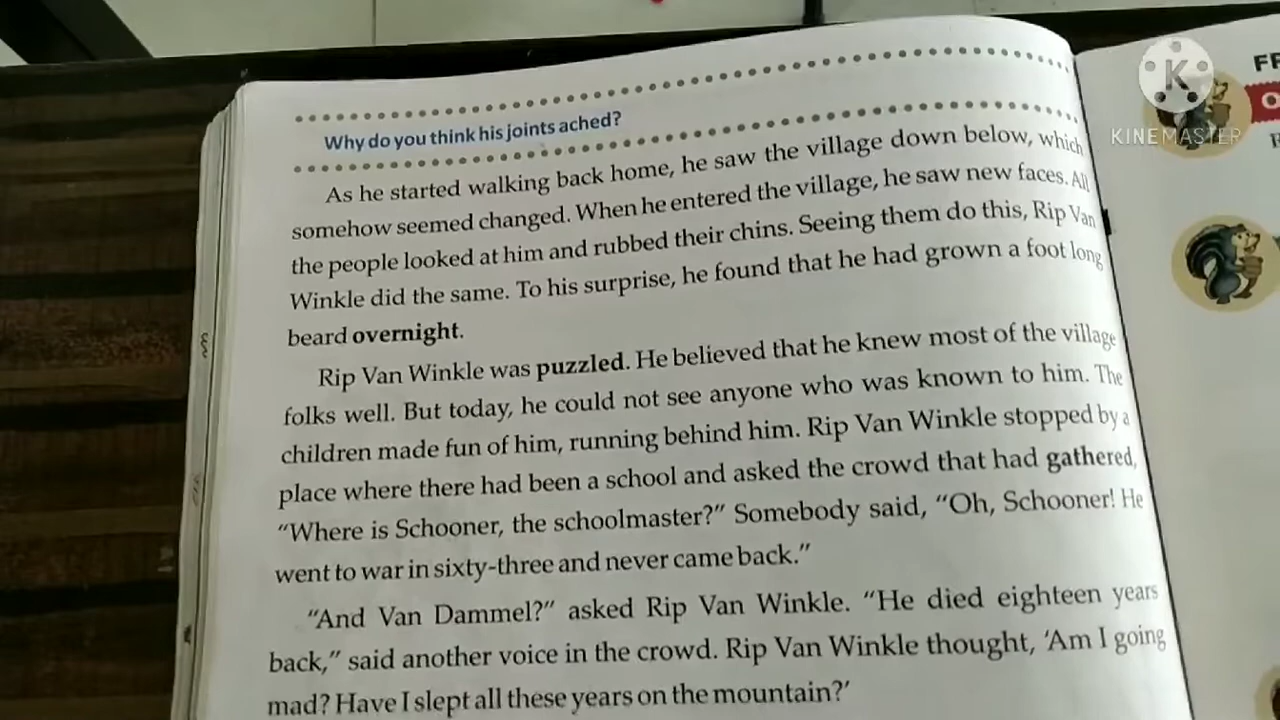 Why do you think his joints ached?
As he started walking back home, he saw the village down below, which
somehow seemed changed. When he entered the village, he saw new faces. All
the people looked at him and rubbed their chins. Seeing them do this, Rip Van
Winkle did the same. To his surprise, he found that he had grown a foot long
beard overnight.
Rip Van Winkle was puzzled. He believed that he knew most of the village
folks well. But today, he could not see anyone who was known to him. The
children made fun of him, running behind him. Rip Van Winkle stopped by a
place where there had been a school and asked the crowd that had gathered,
“Where is Schooner, the schoolmaster?” Somebody said, “Oh, Schooner! He
went to war in sixty-three and never came back.”
“And Van Dammel?” asked Rip Van Winkle. “He died eighteen years
back,” said another voice in the crowd. Rip Van Winkle thought, ‘Am I going
mad? Have I slept all these years on the mountain?’
K
KINEMASTER